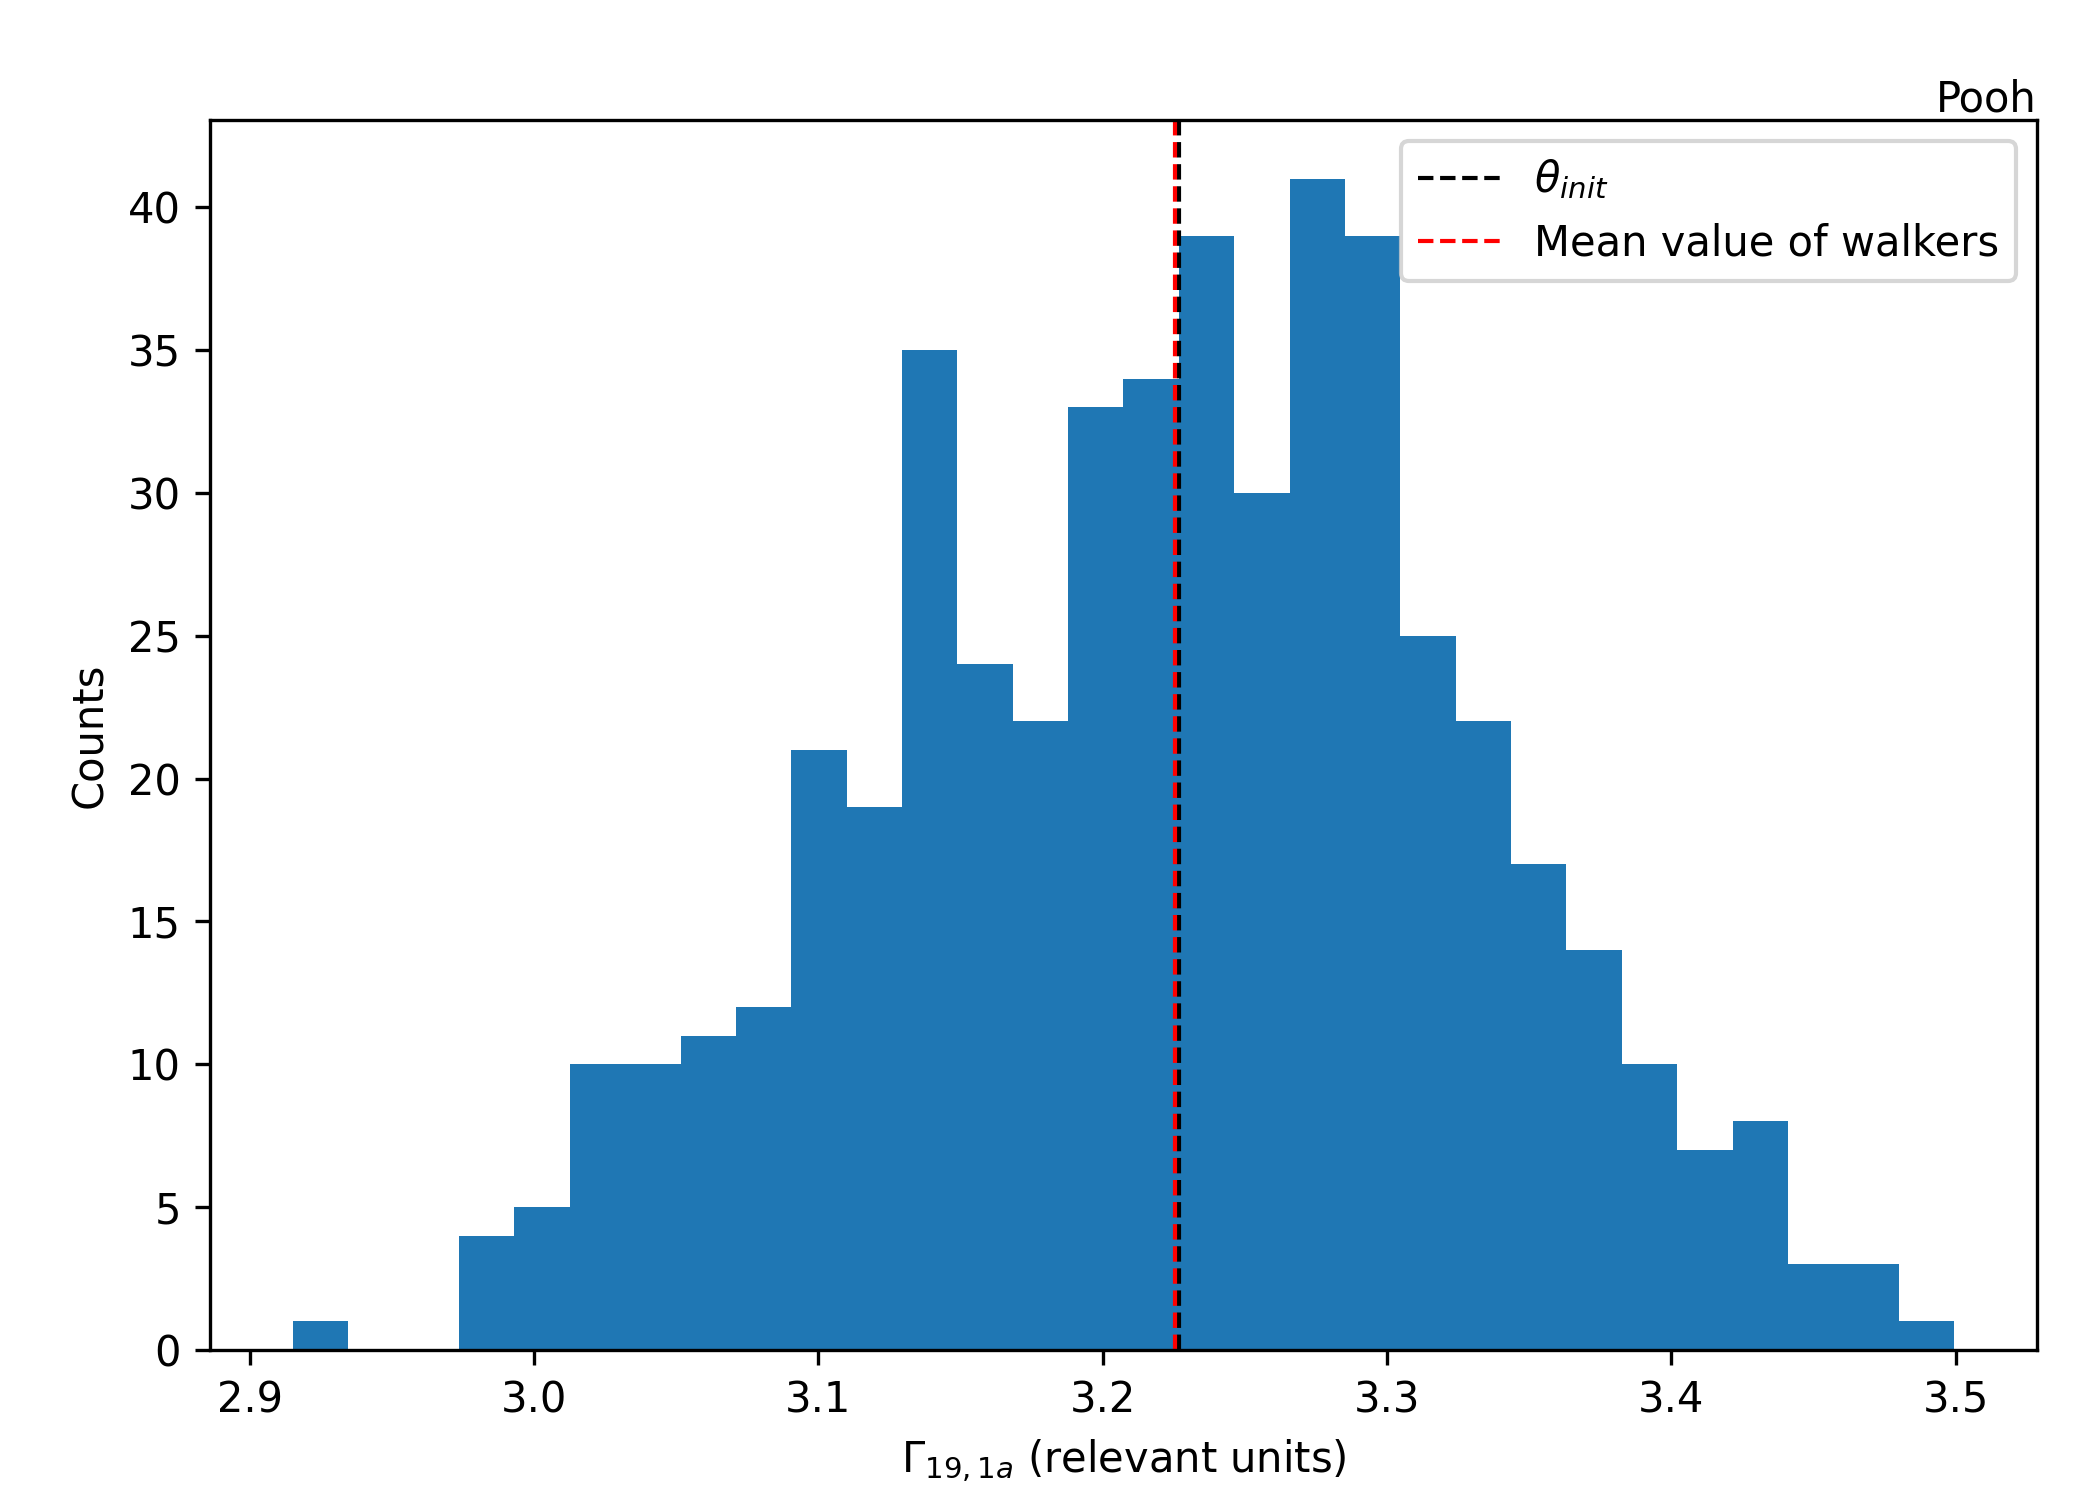 Pooh
θ_init
Mean value of walkers
40
35
30
25
20
15
10
5
0
Counts
2.9 3.0 3.1 3.2 3.3 3.4 3.5
Γ_19,1a (relevant units)